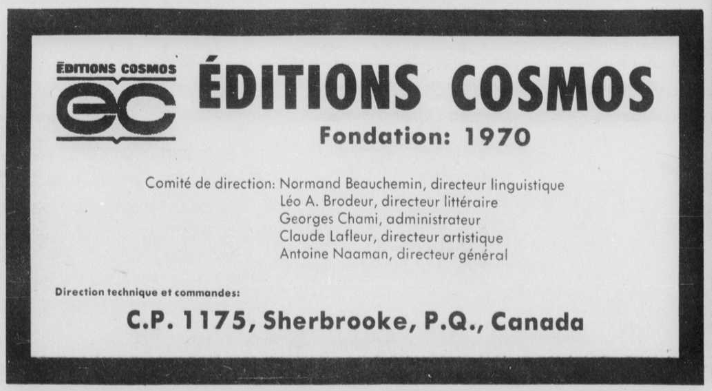 ÉDITIONS COSMOS
ec
ÉDITIONS COSMOS
Fondation: 1970
Comité de direction: Normand Beauchemin, directeur linguistique
Léo A. Brodeur, directeur littéraire
Georges Chami, administrateur
Claude Lafleur, directeur artistique
Antoine Naaman, directeur général
Direction technique et commandes:
C.P. 1175, Sherbrooke, P.Q., Canada